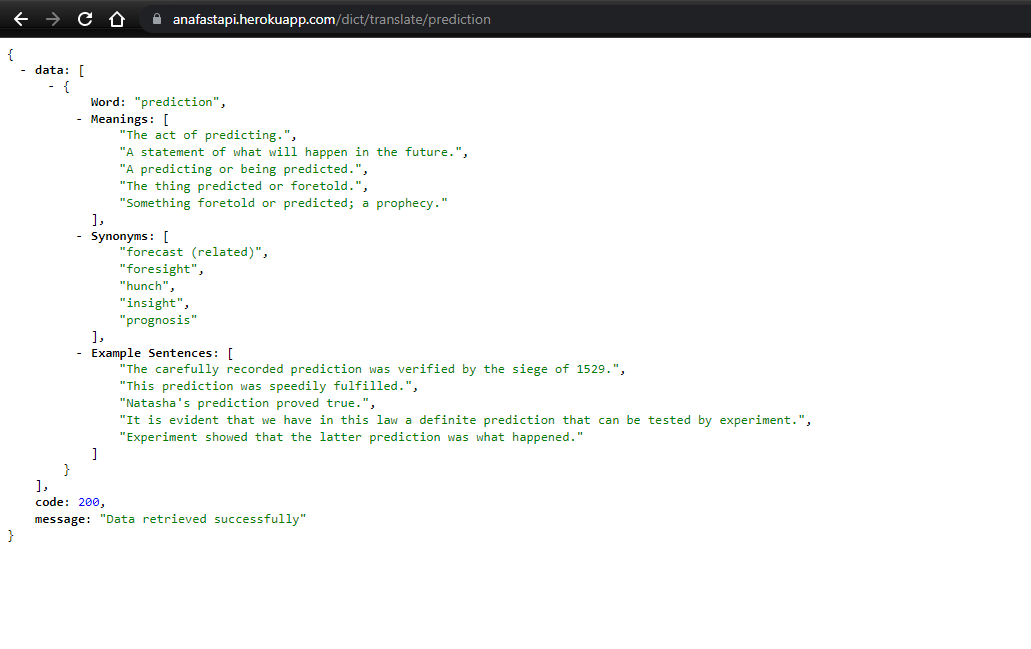 anafastapi.herokuapp.com/dict/translate/prediction
{
- data: [
- {
Word: "prediction",
- Meanings: [
"The act of predicting.",
"A statement of what will happen in the future.",
"A predicting or being predicted.",
"The thing predicted or foretold.",
"Something foretold or predicted; a prophecy."
],
- Synonyms: [
"forecast (related)",
"foresight",
"hunch",
"insight",
"prognosis"
],
- Example Sentences: [
"The carefully recorded prediction was verified by the siege of 1529.",
"This prediction was speedily fulfilled.",
"Natasha's prediction proved true.",
"It is evident that we have in this law a definite prediction that can be tested by experiment.",
"Experiment showed that the latter prediction was what happened."
]
}
],
code: 200,
message: "Data retrieved successfully"
}